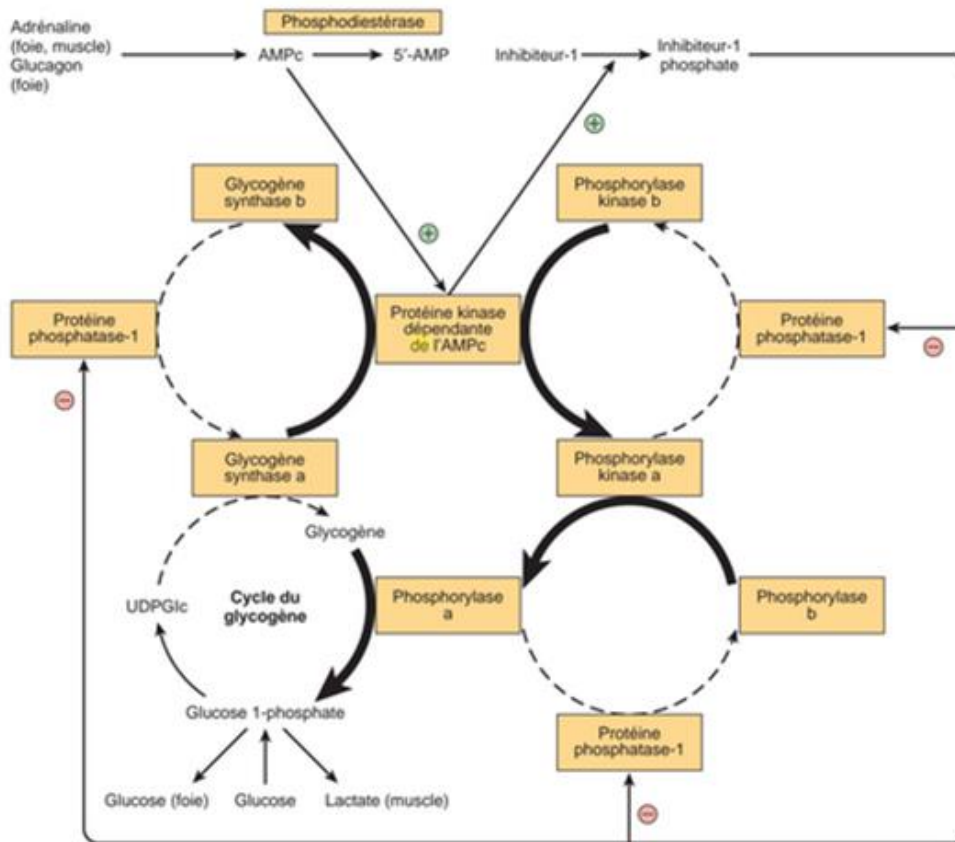 Phosphodiestérase
Adrénaline
(foie, muscle)
Glucagon
(foie)
AMPc
5′-AMP
Inhibiteur-1
Inhibiteur-1
phosphate
+
+
Glycogène
synthase b
Phosphorylase
kinase b
Protéine
phosphatase-1
Protéine kinase
dépendante
de l'AMPc
Protéine
phosphatase-1
−
−
Glycogène
synthase a
Phosphorylase
kinase a
Glycogène
UDPGlc
Cycle du
glycogène
Phosphorylase
a
Phosphorylase
b
Glucose 1-phosphate
Protéine
phosphatase-1
Glucose (foie)
Glucose
Lactate (muscle)
−